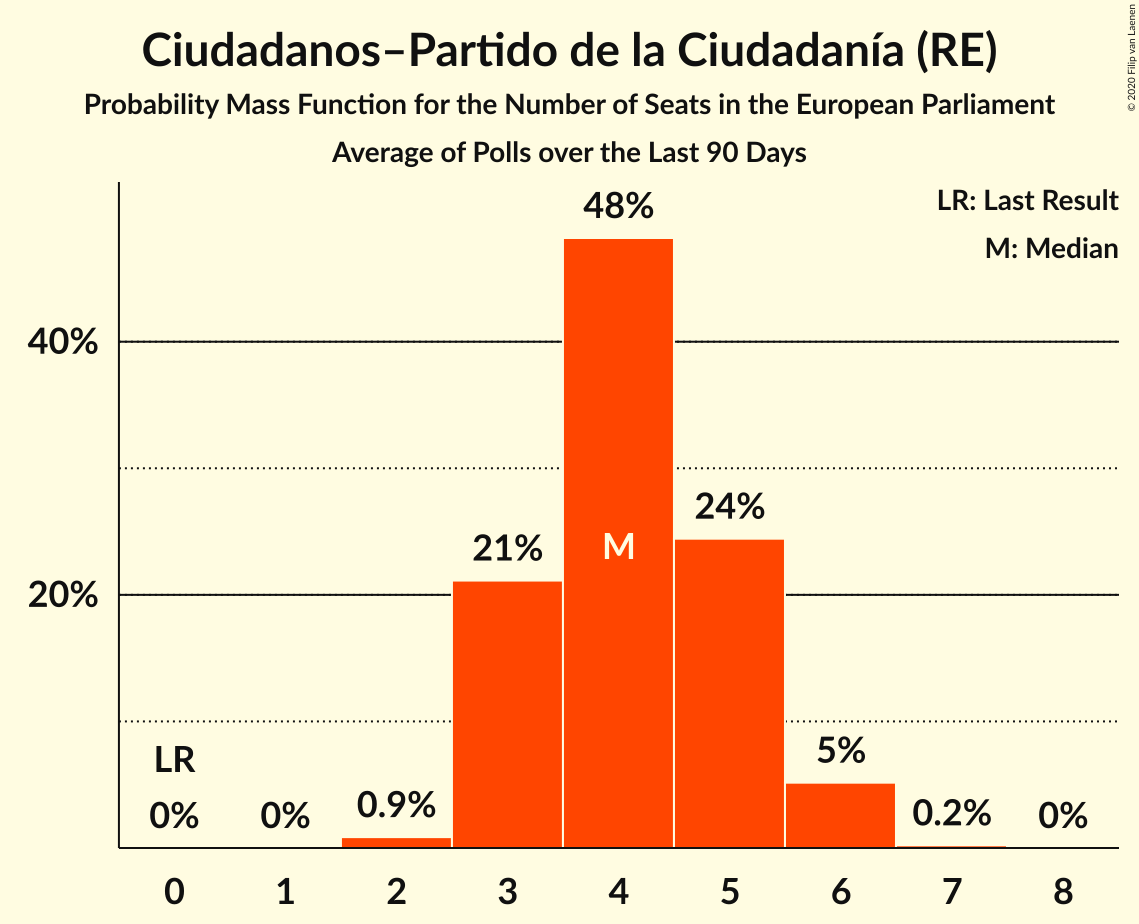 Ciudadanos–Partido de la Ciudadanía (RE)
Probability Mass Function for the Number of Seats in the European Parliament
Average of Polls over the Last 90 Days
© 2020 Filip van Laenen
LR: Last Result
M: Median
48%
40%
24%
21%
M
20%
LR
5%
0% 0% 0.9% 0.2% 0%
0 1 2 3 4 5 6 7 8